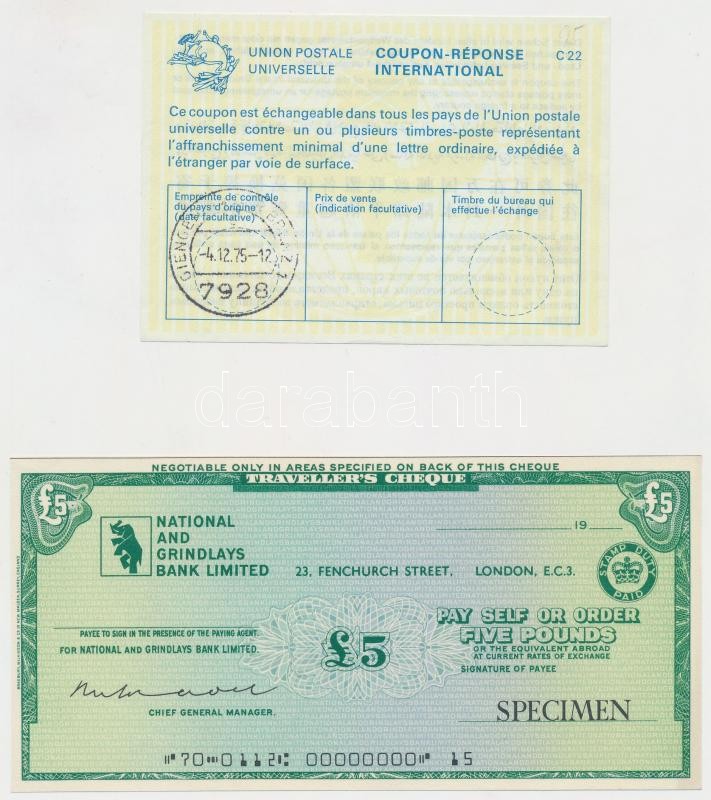 UNION POSTALE
UNIVERSELLE
COUPON-RÉPONSE
INTERNATIONAL
C 22
Ce coupon est échangeable dans tous les pays de l'Union postale
universelle contre un ou plusieurs timbres-poste représentant
l'affranchissement minimal d'une lettre ordinaire, expédiée à
l'étranger par voie de surface.
Empreinte de contrôle
du pays d'origine
(date facultative)
Prix de vente
(indication facultative)
Timbre du bureau qui
effectue l'échange
-4.12.75-12
7928
darabanth
NEGOTIABLE ONLY IN AREAS SPECIFIED ON BACK OF THIS CHEQUE
TRAVELLER'S CHEQUE
£5
£5
NATIONAL
AND
GRINDLAYS
BANK LIMITED
19
23, FENCHURCH STREET, LONDON, E.C.3.
STAMP DUTY
PAID
PAY SELF OR ORDER
FIVE POUNDS
OR THE EQUIVALENT ABROAD
AT CURRENT RATES OF EXCHANGE
SIGNATURE OF PAYEE
£5
PAYEE TO SIGN IN THE PRESENCE OF THE PAYING AGENT.
FOR NATIONAL AND GRINDLAYS BANK LIMITED.
CHIEF GENERAL MANAGER.
SPECIMEN
⑈70⑉0112⑆ 00000000⑈ 15